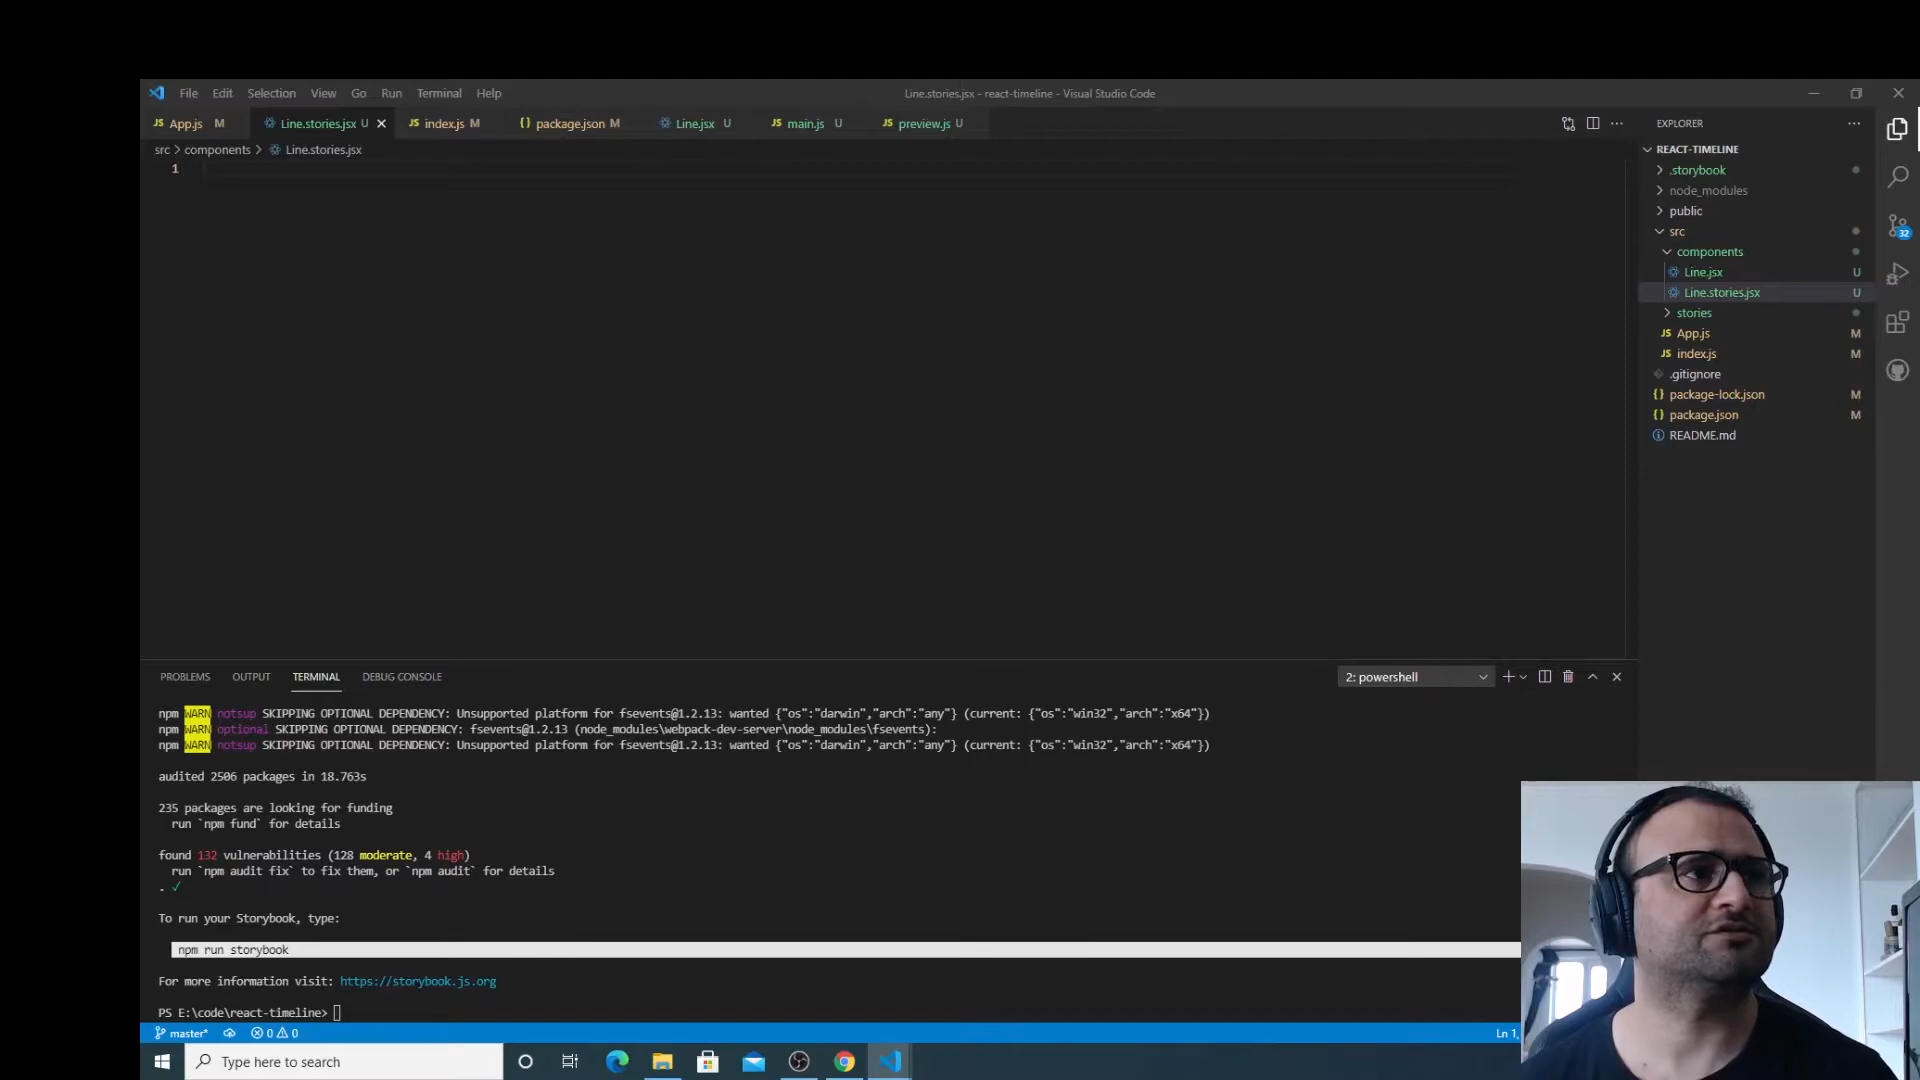 File Edit Selection View Go Run Terminal Help
Line.stories.jsx - react-timeline - Visual Studio Code
JS App.js M
Line.stories.jsx U
JS index.js M
{} package.json M
Line.jsx U
JS main.js U
JS preview.js U
src > components > Line.stories.jsx
1
EXPLORER
REACT-TIMELINE
.storybook
node_modules
public
src
components
Line.jsx U
Line.stories.jsx U
stories
JS App.js M
JS index.js M
.gitignore
{} package-lock.json M
{} package.json M
README.md
32
PROBLEMS OUTPUT TERMINAL DEBUG CONSOLE
2: powershell
npm WARN notsup SKIPPING OPTIONAL DEPENDENCY: Unsupported platform for fsevents@1.2.13: wanted {"os":"darwin","arch":"any"} (current: {"os":"win32","arch":"x64"})
npm WARN optional SKIPPING OPTIONAL DEPENDENCY: fsevents@1.2.13 (node_modules\webpack-dev-server\node_modules\fsevents):
npm WARN notsup SKIPPING OPTIONAL DEPENDENCY: Unsupported platform for fsevents@1.2.13: wanted {"os":"darwin","arch":"any"} (current: {"os":"win32","arch":"x64"})
audited 2506 packages in 18.763s
235 packages are looking for funding
run `npm fund` for details
found 132 vulnerabilities (128 moderate, 4 high)
run `npm audit fix` to fix them, or `npm audit` for details
. ✓
To run your Storybook, type:
npm run storybook
For more information visit: https://storybook.js.org
PS E:\code\react-timeline>
master* 0 0
Ln 1,
Type here to search